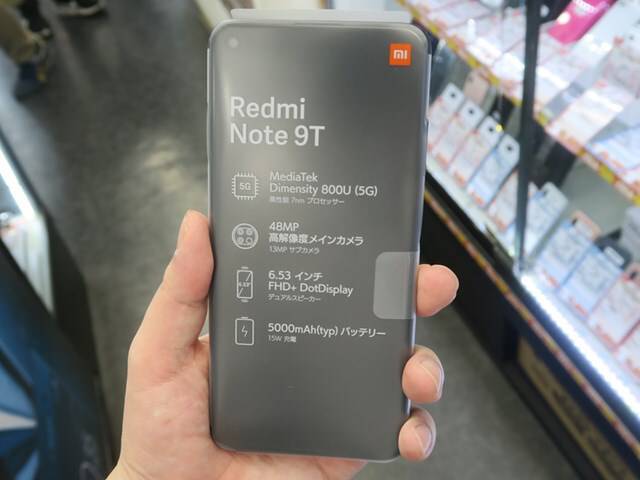 mi
Redmi
Note 9T
5G
MediaTek
Dimensity 800U (5G)
高性能 7nm プロセッサー
48MP
高解像度メインカメラ
13MP サブカメラ
6.53
6.53 インチ
FHD+ DotDisplay
デュアルスピーカー
5000mAh(typ) バッテリー
15W 充電